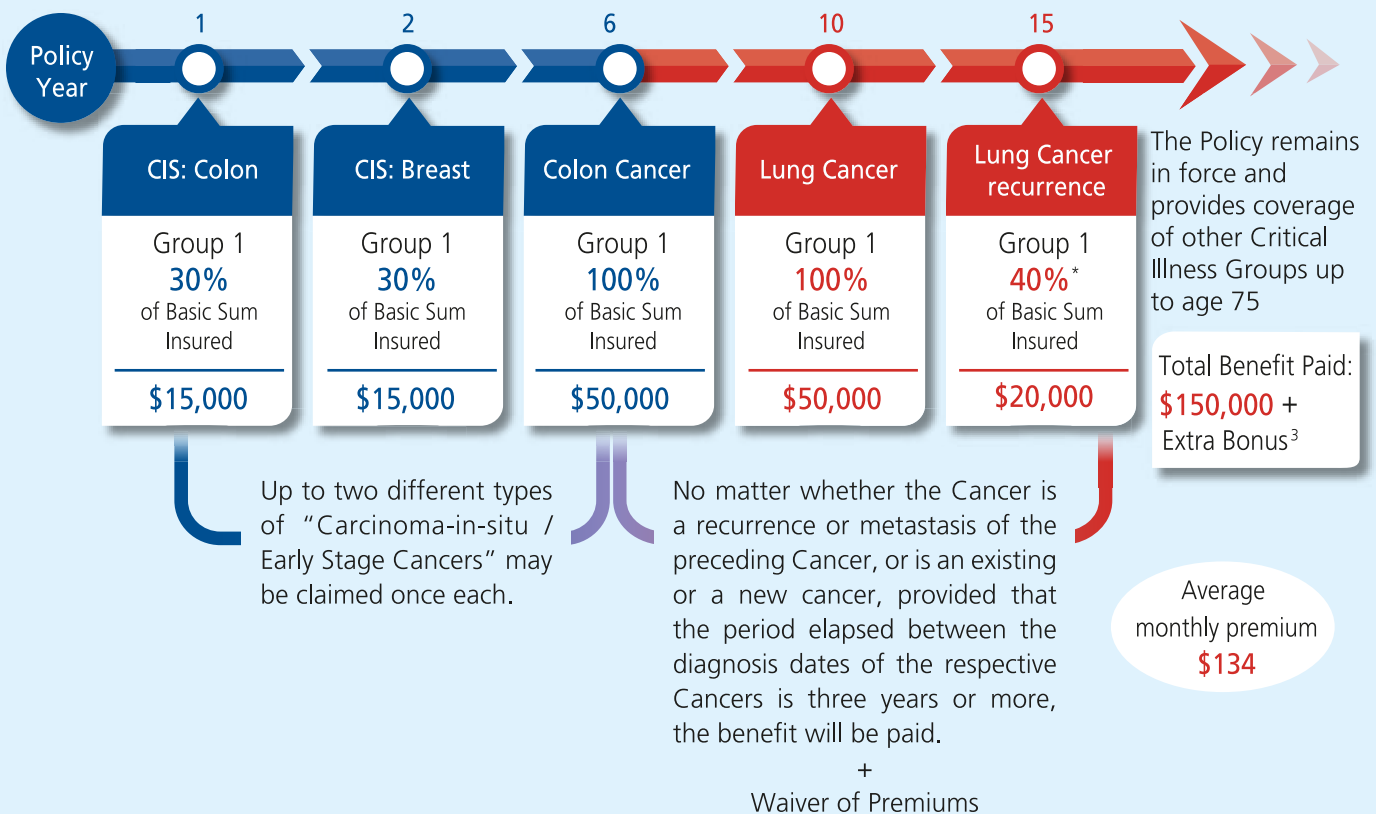 Policy
Year
1
2
6
10
15
CIS: Colon
Group 1
30%
of Basic Sum
Insured
$15,000
CIS: Breast
Group 1
30%
of Basic Sum
Insured
$15,000
Colon Cancer
Group 1
100%
of Basic Sum
Insured
$50,000
Lung Cancer
Group 1
100%
of Basic Sum
Insured
$50,000
Lung Cancer
recurrence
Group 1
40%*
of Basic Sum
Insured
$20,000
The Policy remains
in force and
provides coverage
of other Critical
Illness Groups up
to age 75
Total Benefit Paid:
$150,000 +
Extra Bonus³
Up to two different types
of “Carcinoma-in-situ /
Early Stage Cancers” may
be claimed once each.
No matter whether the Cancer is
a recurrence or metastasis of the
preceding Cancer, or is an existing
or a new cancer, provided that
the period elapsed between the
diagnosis dates of the respective
Cancers is three years or more,
the benefit will be paid.
+
Waiver of Premiums
Average
monthly premium
$134